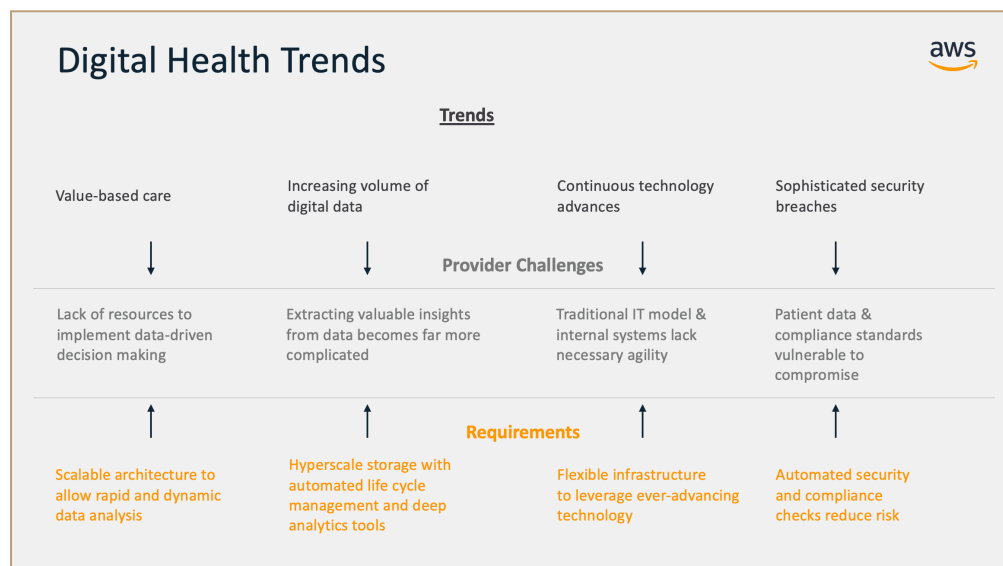 Digital Health Trends
aws
Trends
Value-based care
Increasing volume of
digital data
Continuous technology
advances
Sophisticated security
breaches
Provider Challenges
Lack of resources to
implement data-driven
decision making
Extracting valuable insights
from data becomes far more
complicated
Traditional IT model &
internal systems lack
necessary agility
Patient data &
compliance standards
vulnerable to
compromise
Requirements
Scalable architecture to
allow rapid and dynamic
data analysis
Hyperscale storage with
automated life cycle
management and deep
analytics tools
Flexible infrastructure
to leverage ever-advancing
technology
Automated security
and compliance
checks reduce risk